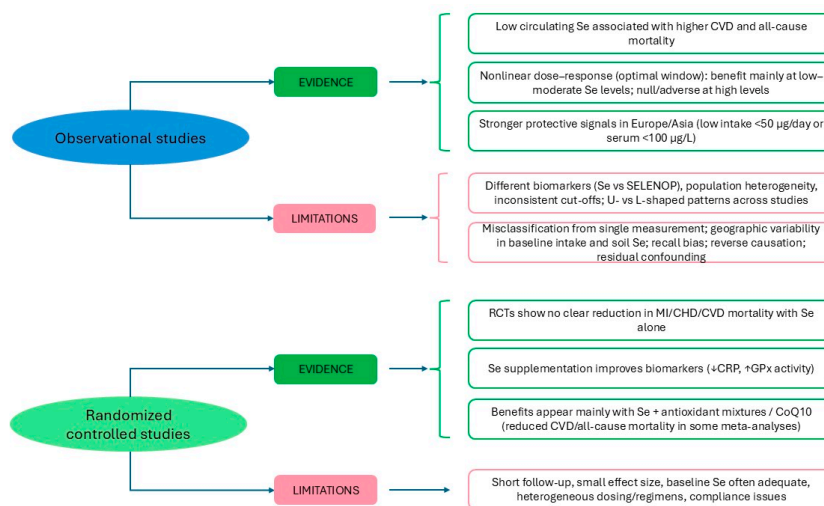 Low circulating Se associated with higher CVD and all-cause
mortality
EVIDENCE
Nonlinear dose–response (optimal window): benefit mainly at low–
moderate Se levels; null/adverse at high levels
Stronger protective signals in Europe/Asia (low intake <50 µg/day or
serum <100 µg/L)
Observational studies
Different biomarkers (Se vs SELENOP), population heterogeneity,
inconsistent cut-offs; U- vs L-shaped patterns across studies
LIMITATIONS
Misclassification from single measurement; geographic variability
in baseline intake and soil Se; recall bias; reverse causation;
residual confounding
RCTs show no clear reduction in MI/CHD/CVD mortality with Se
alone
EVIDENCE
Se supplementation improves biomarkers (↓CRP, ↑GPx activity)
Benefits appear mainly with Se + antioxidant mixtures / CoQ10
(reduced CVD/all-cause mortality in some meta-analyses)
Randomized
controlled studies
LIMITATIONS
Short follow-up, small effect size, baseline Se often adequate,
heterogeneous dosing/regimens, compliance issues